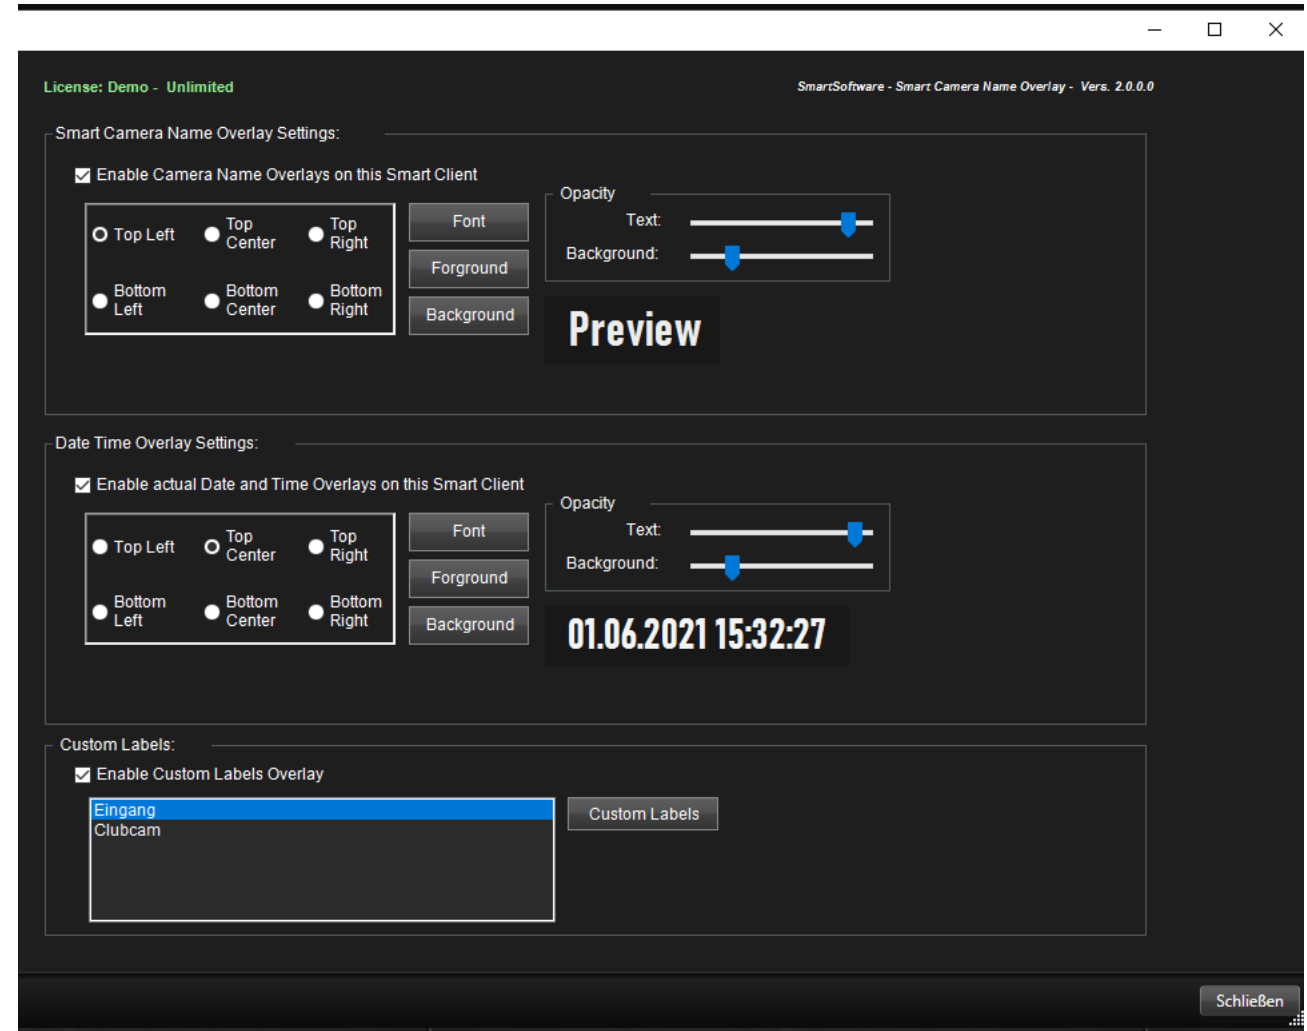 License: Demo - Unlimited
SmartSoftware - Smart Camera Name Overlay - Vers. 2.0.0.0
Smart Camera Name Overlay Settings:
Enable Camera Name Overlays on this Smart Client
Top Left
Top
Center
Top
Right
Bottom
Left
Bottom
Center
Bottom
Right
Font
Forground
Background
Opacity
Text:
Background:
Preview
Date Time Overlay Settings:
Enable actual Date and Time Overlays on this Smart Client
Top Left
Top
Center
Top
Right
Bottom
Left
Bottom
Center
Bottom
Right
Font
Forground
Background
Opacity
Text:
Background:
01.06.2021 15:32:27
Custom Labels:
Enable Custom Labels Overlay
Eingang
Clubcam
Custom Labels
Schließen